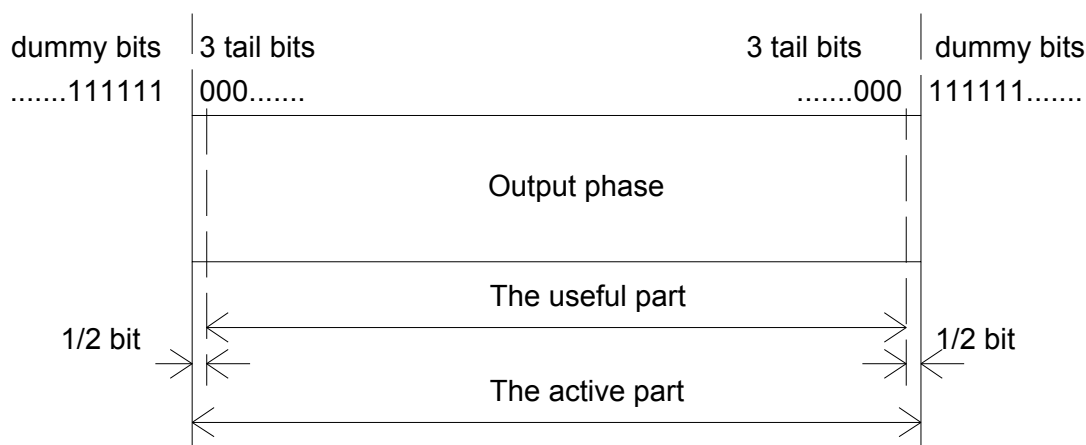 dummy bits 3 tail bits 3 tail bits dummy bits
.......111111 000....... .......000 111111.......
Output phase
The useful part
1/2 bit 1/2 bit
The active part